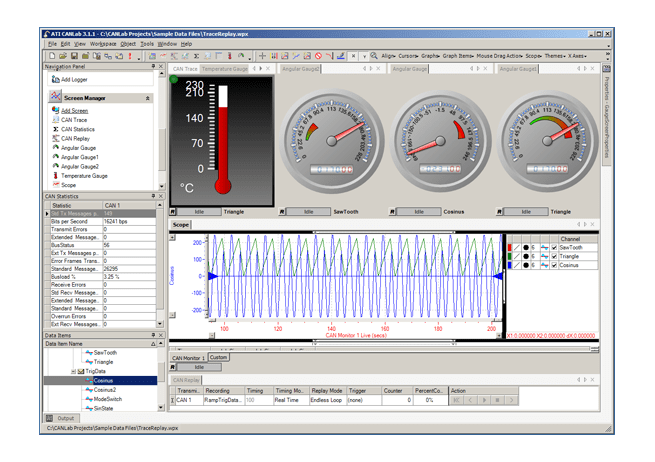 ATI CANLab 3.1.1 - C:\CANLab Projects\Sample Data Files\TraceReplay.wpx
File Edit View Workspace Object Tools Window Help
Align Cursors Graphs Graph Items Mouse Drag Action Scope Themes X Axes
Navigation Panel
Add Logger
Screen Manager
Add Screen
CAN Trace
CAN Statistics
CAN Replay
Angular Gauge
Angular Gauge1
Angular Gauge2
Temperature Gauge
Scope
CAN Statistics
Statistic CAN 1
Std Tx Messages p... 145
Bits per Second 16241 bps
Transmit Errors 0
Extended Message... 0
BusStatus 56
Ext Tx Messages p... 0
Error Frames Trans... 0
Standard Message... 26295
Busload % 3.25 %
Receive Errors 0
Std Recv Messag... 0
Extended Messag... 0
Standard Messag... 0
Overrun Errors 0
Ext Recv Messag... 0
Data Items
Data Item Name
SawTooth
Triangle
TrigData
Cosinus
Cosinus2
ModeSwitch
SinState
Output
C:\CANLab Projects\Sample Data Files\TraceReplay.wpx
CAN Trace Temperature Gauge
230
210
140
70
0
°C
R Idle Triangle
Angular Gauge2
R Idle SawTooth
Angular Gauge
R Idle Cosinus
Angular Gauge1
Idle Triangle
Properties - GaugeScreenProperties
Scope
Cosinus
200
100
0
-100
-200
100 120 140 160 180 200
CAN Monitor 1 Live (secs)
Channel
6 SawTooth
6 Triangle
6 Cosinus
X1:0.000000 X2:0.000000 dX:0.000000
CAN Monitor 1 Custom
R Idle
CAN Replay
Transmi... Recording Timing Timing Mo... Replay Mode Trigger Counter PercentCo... Action
CAN 1 RampTrigData... 100 Real Time Endless Loop (none) 0 0%